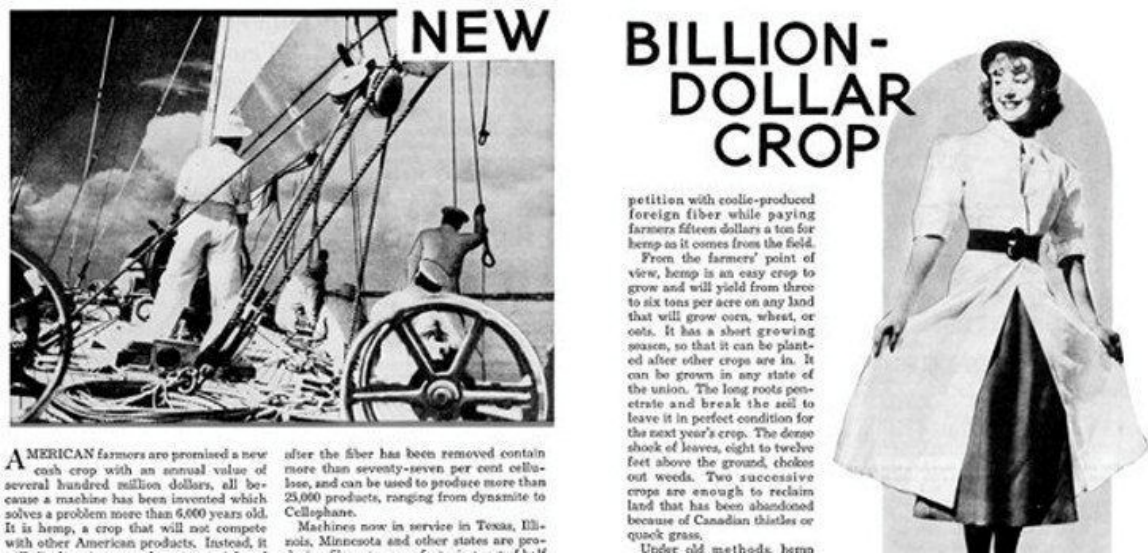 NEW
BILLION-
DOLLAR
CROP
AMERICAN farmers are promised a new
cash crop with an annual value of
several hundred million dollars, all be-
cause a machine has been invented which
solves a problem more than 6,000 years old.
It is hemp, a crop that will not compete
with other American products. Instead, it
after the fiber has been removed contain
more than seventy-seven per cent cellu-
lose, and can be used to produce more than
25,000 products, ranging from dynamite to
Cellophane.
Machines now in service in Texas, Illi-
nois, Minnesota and other states are pro-
petition with coolie-produced
foreign fiber while paying
farmers fifteen dollars a ton for
hemp as it comes from the field.
From the farmers' point of
view, hemp is an easy crop to
grow and will yield from three
to six tons per acre on any land
that will grow corn, wheat, or
oats. It has a short growing
season, so that it can be plant-
ed after other crops are in. It
can be grown in any state of
the union. The long roots pen-
etrate and break the soil to
leave it in perfect condition for
the next year's crop. The dense
shock of leaves, eight to twelve
feet above the ground, chokes
out weeds. Two successive
crops are enough to reclaim
land that has been abandoned
because of Canadian thistles or
quack grass.
Under old methods, hemp